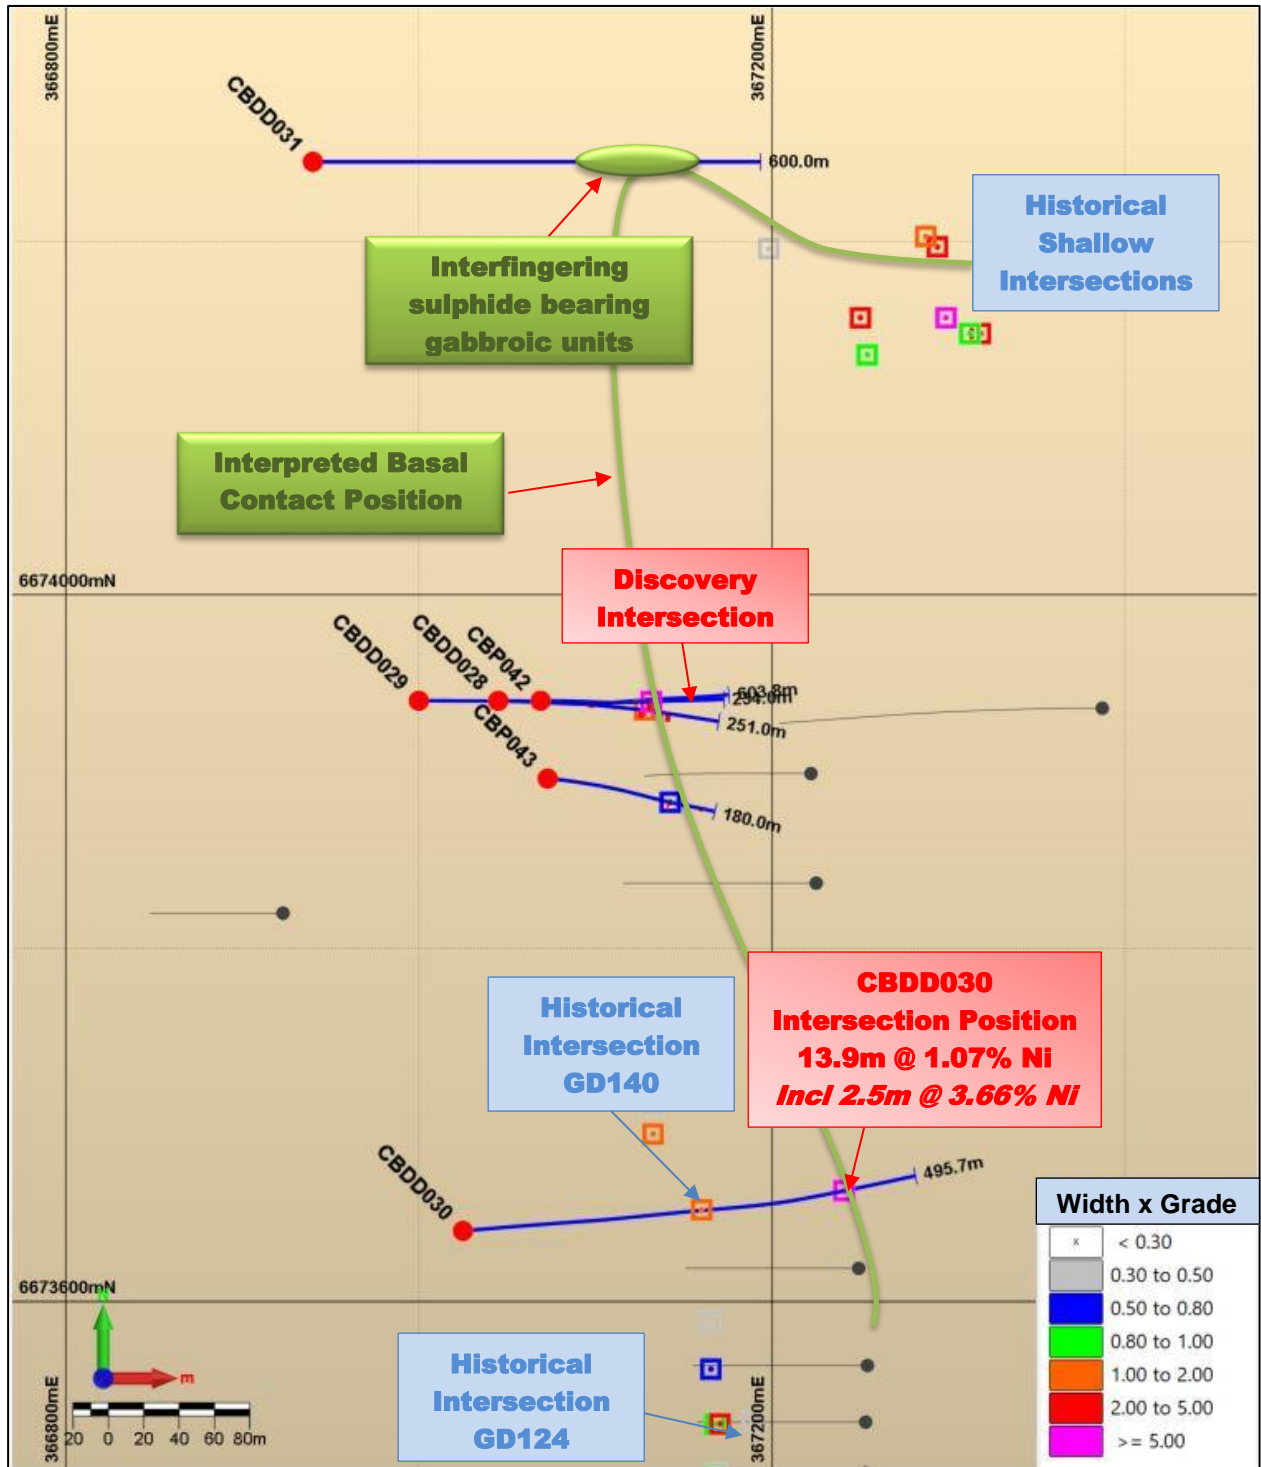 366800mE
367200mE
CBDD031
600.0m
Historical
Shallow
Intersections
Interfingering
sulphide bearing
gabbroic units
Interpreted Basal
Contact Position
6674000mN
Discovery
Intersection
CBDD029
CBDD028
CBP042
603.8m
251.0m
CBP043
180.0m
CBDD030
Intersection Position
13.9m @ 1.07% Ni
Incl 2.5m @ 3.66% Ni
Historical
Intersection
GD140
CBDD030
495.7m
Width x Grade
x < 0.30
0.30 to 0.50
0.50 to 0.80
0.80 to 1.00
1.00 to 2.00
2.00 to 5.00
>= 5.00
6673600mN
N
m
20 0 20 40 60 80m
Historical
Intersection
GD124
366800mE
367200mE